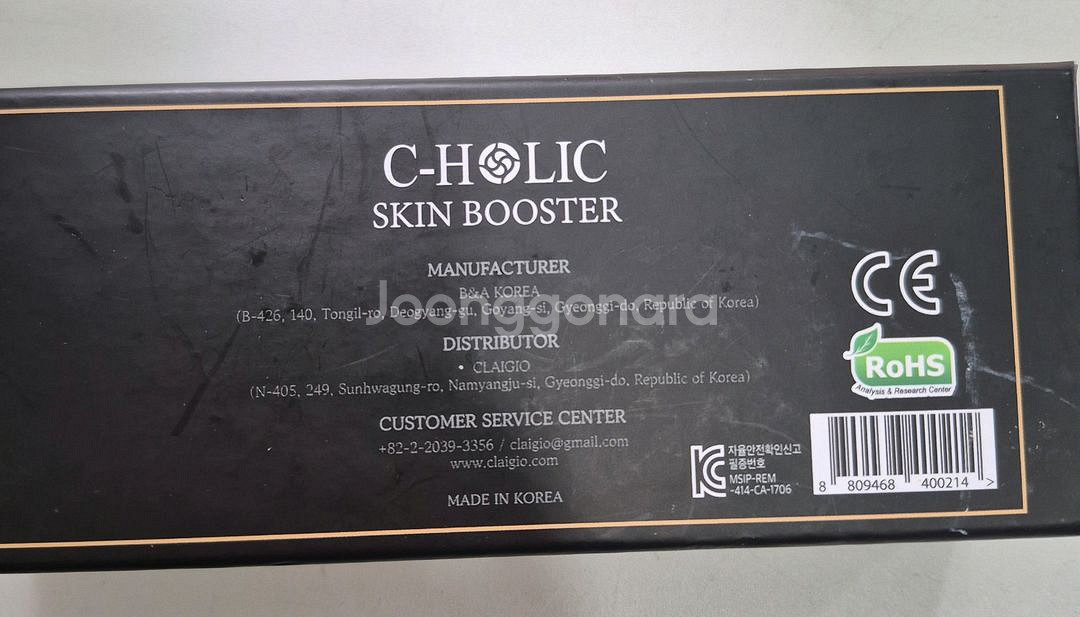 C-HOLIC
SKIN BOOSTER
MANUFACTURER
B&A KOREA
(B-426, 140, Tongil-ro, Deogyang-gu, Goyang-si, Gyeonggi-do, Republic of Korea)
Joonggonara
DISTRIBUTOR
• CLAIGIO
(N-405, 249, Sunhwagung-ro, Namyangju-si, Gyeonggi-do, Republic of Korea)
CUSTOMER SERVICE CENTER
+82-2-2039-3356 / claigio@gmail.com
www.claigio.com
MADE IN KOREA
CE
RoHS
Analysis & Research Center
KC
자율안전확인신고
필증번호
MSIP-REM
-414-CA-1706
8 809468 400214 >